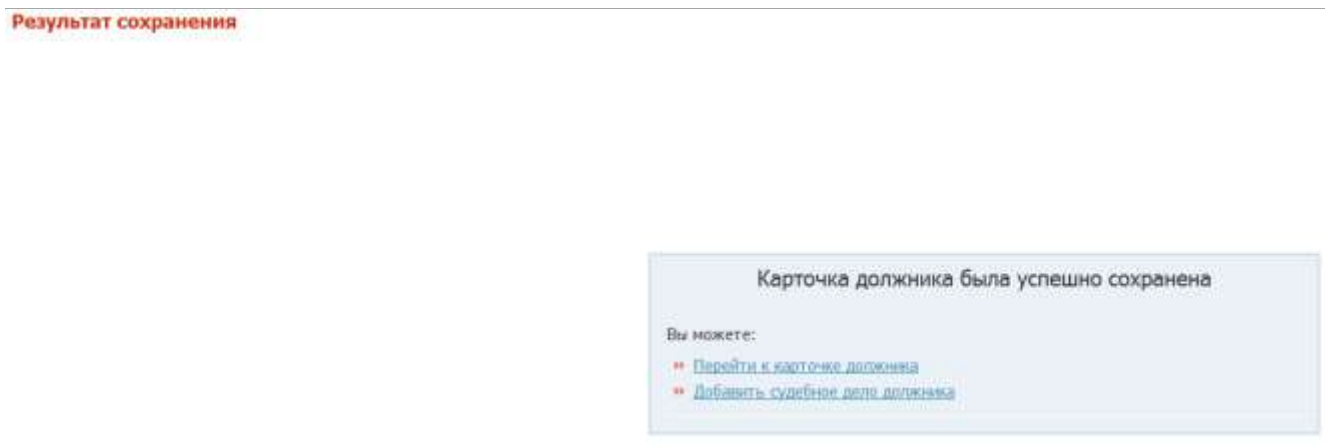 Результат сохранения
Карточка должника была успешно сохранена
Вы можете:
Перейти к карточке должника
Добавить судебное дело должника